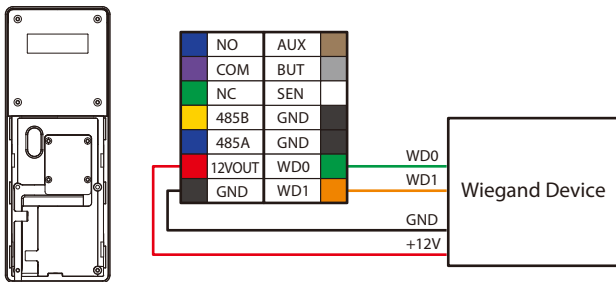 NO AUX
COM BUT
NC SEN
485B GND
485A GND
12VOUT WD0
GND WD1
WD0
WD1
GND
+12V
Wiegand Device